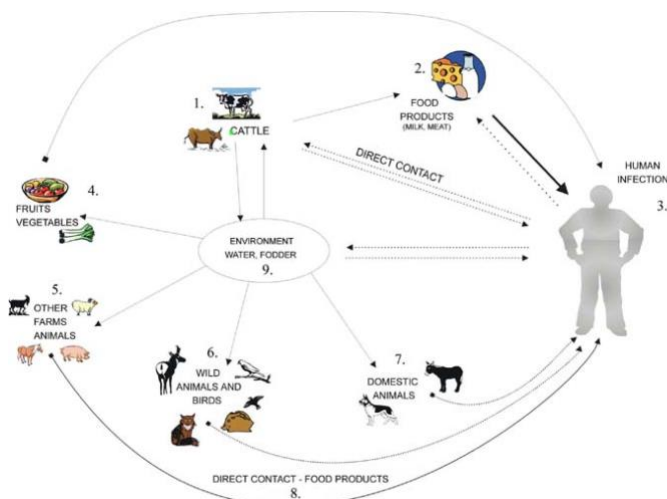 1.
CATTLE
2.
FOOD
PRODUCTS
(MILK, MEAT)
DIRECT CONTACT
HUMAN
INFECTION
3.
4.
FRUITS
VEGETABLES
ENVIRONMENT
WATER, FODDER
9.
5.
OTHER
FARMS
ANIMALS
6.
WILD
ANIMALS AND
BIRDS
7.
DOMESTIC
ANIMALS
DIRECT CONTACT - FOOD PRODUCTS
8.